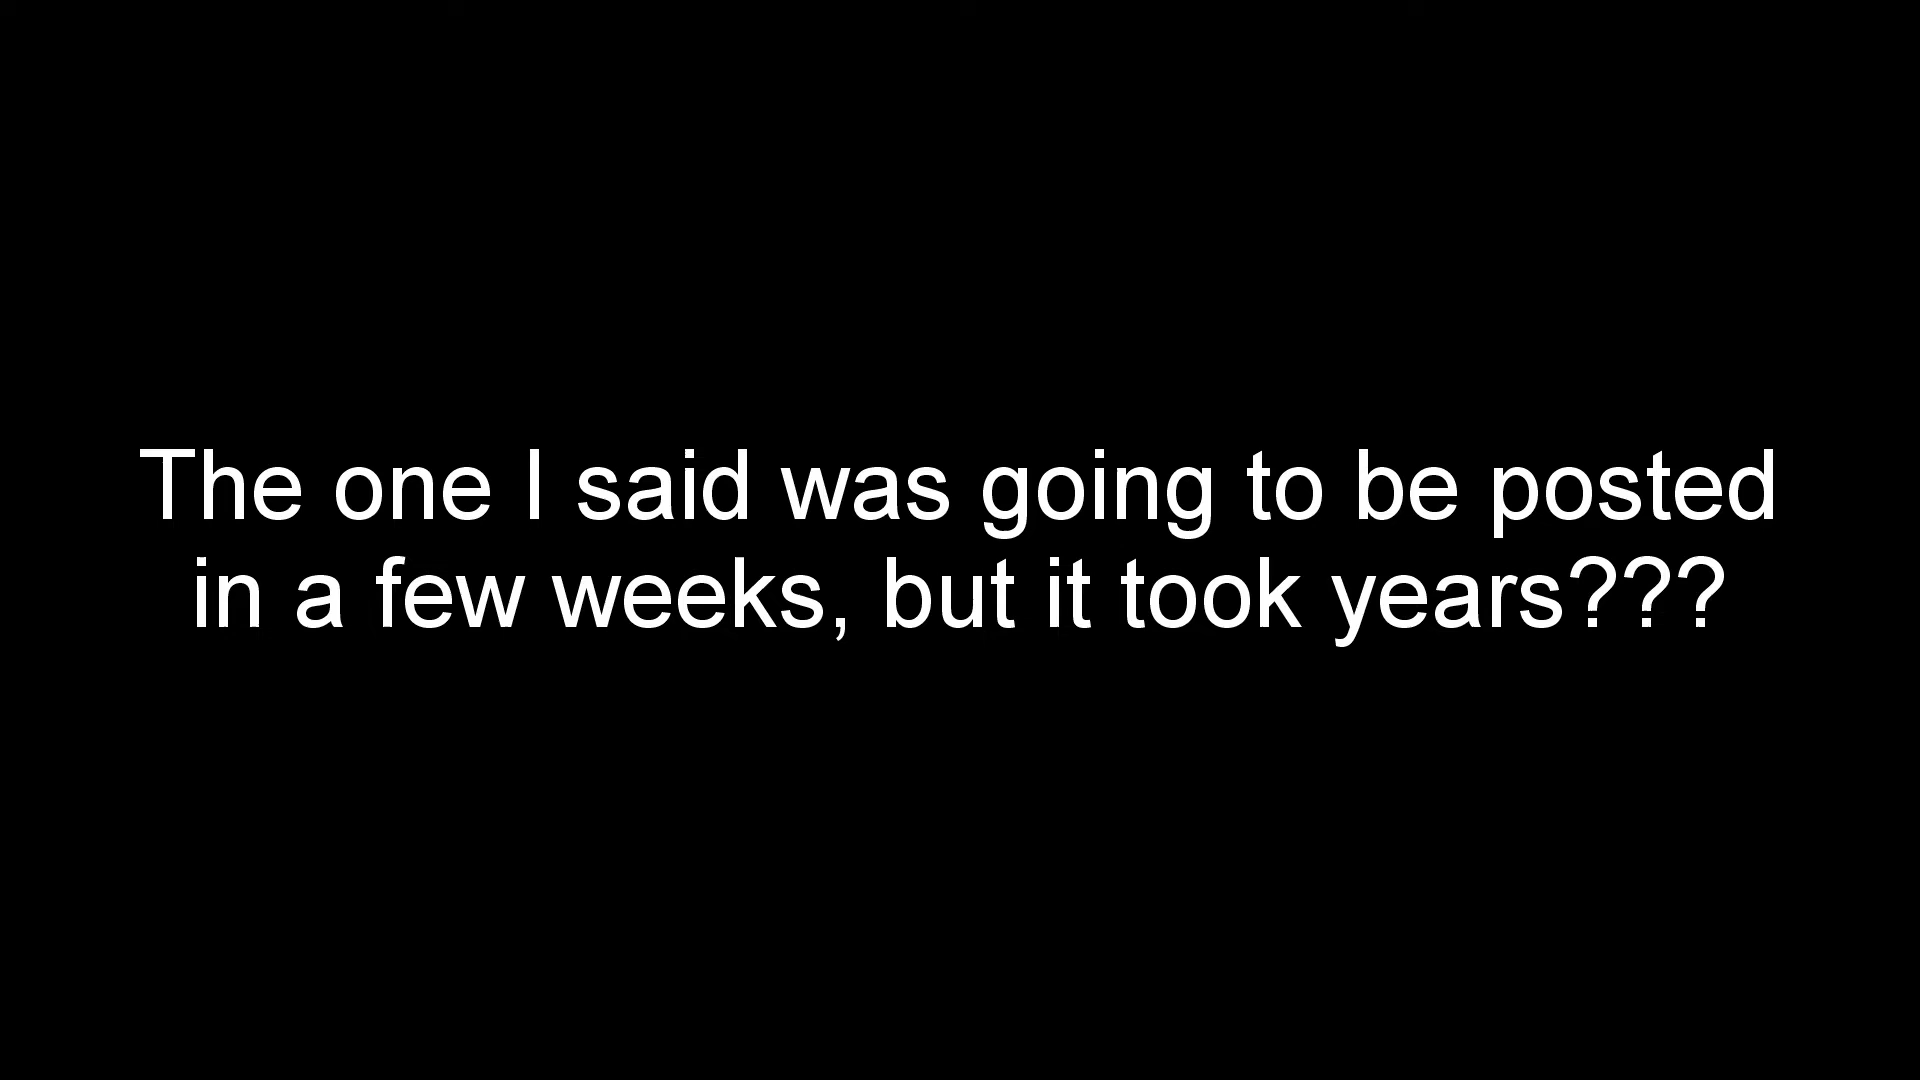 The one I said was going to be posted
in a few weeks, but it took years???